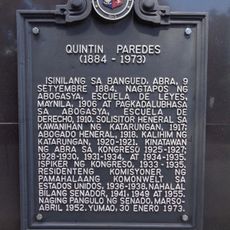 QUINTIN PAREDES
(1884 - 1973)
ISINILANG SA BANGUED, ABRA, 9
SETYEMBRE 1884, NAGTAPOS NG
ABOGASYA, ESCUELA DE LEYES,
MAYNILA, 1906 AT PAGKADALUBHASA
SA ABOGASYA, ESCUELA DE
DERECHO, 1910. SOLISITOR HENERAL SA
KAWANIHAN NG KATARUNGAN, 1917;
ABOGADO HENERAL, 1918. KALIHIM NG
KATARUNGAN, 1920-1921. KINATAWAN
NG ABRA SA KONGRESO 1925-1927;
1928-1930, 1931-1934, AT 1934-1935.
ISPIKER NG KONGRESO, 1933-1935.
RESIDENTENG KOMISYONER NG
PAMAHALAANG KOMONWELT SA
ESTADOS UNIDOS, 1936-1938. NAHALAL
BILANG SENADOR, 1941, 1949 AT 1955.
NAGING PANGULO NG SENADO, MARSO-
ABRIL 1952. YUMAO, 30 ENERO 1973.